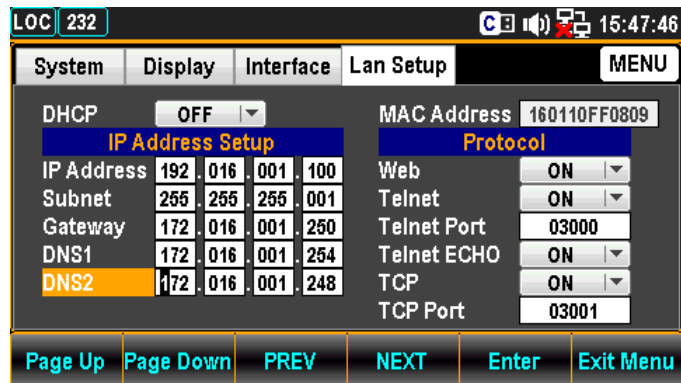 LOC 232 C 15:47:46
System Display Interface Lan Setup MENU
DHCP OFF MAC Address 160110FF0809
IP Address Setup Protocol
IP Address 192 . 016 . 001 . 100 Web ON
Subnet 255 . 255 . 255 . 001 Telnet ON
Gateway 172 . 016 . 001 . 250 Telnet Port 03000
DNS1 172 . 016 . 001 . 254 Telnet ECHO ON
DNS2 172 . 016 . 001 . 248 TCP ON
TCP Port 03001
Page Up Page Down PREV NEXT Enter Exit Menu